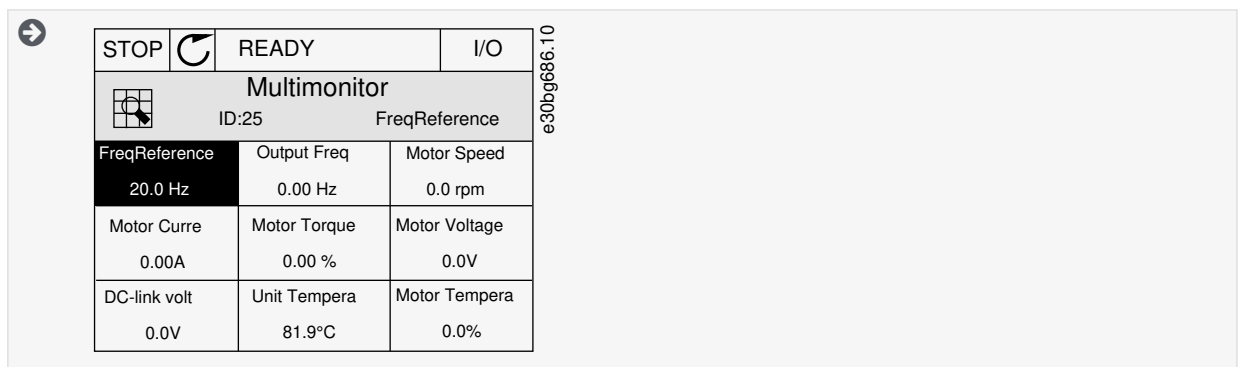 STOP READY I/O
Multimonitor
ID:25 FreqReference
FreqReference Output Freq Motor Speed
20.0 Hz 0.00 Hz 0.0 rpm
Motor Curre Motor Torque Motor Voltage
0.00A 0.00 % 0.0V
DC-link volt Unit Tempera Motor Tempera
0.0V 81.9°C 0.0%
e30bg686.10